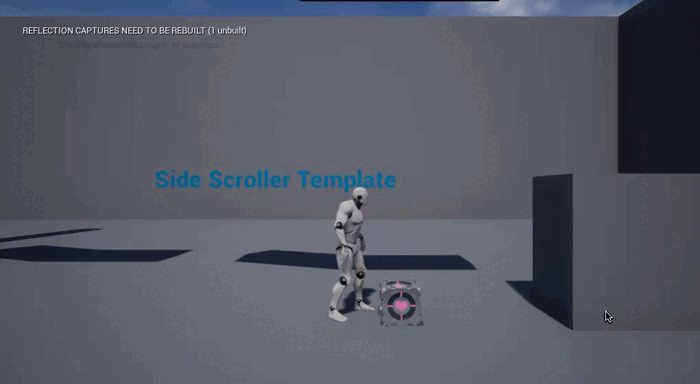 REFLECTION CAPTURES NEED TO BE REBUILT (1 unbuilt)
Side Scroller Template